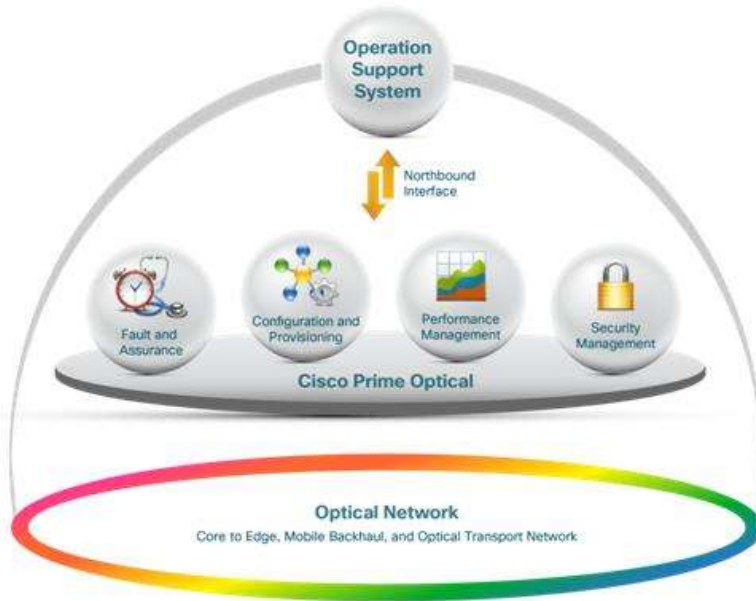 Operation
Support
System
Northbound
Interface
Fault and
Assurance
Configuration and
Provisioning
Performance
Management
Security
Management
Cisco Prime Optical
Optical Network
Core to Edge, Mobile Backhaul, and Optical Transport Network